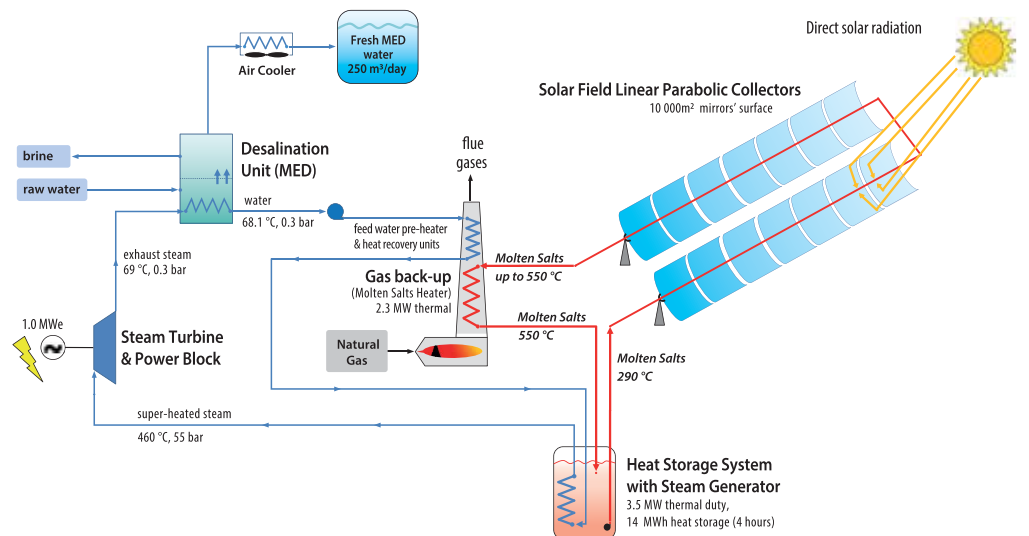 Direct solar radiation
Fresh MED
water
250 m³/day
Air Cooler
Solar Field Linear Parabolic Collectors
10 000m² mirrors' surface
brine
raw water
Desalination
Unit (MED)
flue
gases
water
68.1 °C, 0.3 bar
feed water pre-heater
& heat recovery units
exhaust steam
69 °C, 0.3 bar
Molten Salts
up to 550 °C
Gas back-up
(Molten Salts Heater)
2.3 MW thermal
1.0 MWe
Steam Turbine
& Power Block
Molten Salts
550 °C
Natural
Gas
Molten Salts
290 °C
super-heated steam
460 °C, 55 bar
Heat Storage System
with Steam Generator
3.5 MW thermal duty,
14 MWh heat storage (4 hours)